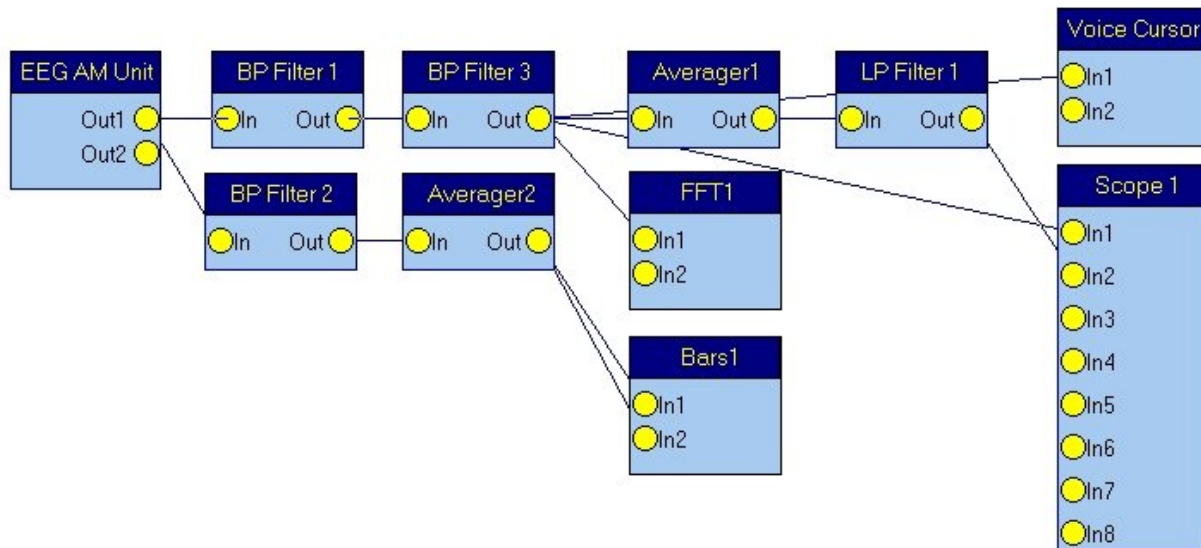 EEG AM Unit
Out1
Out2
BP Filter 1
In Out
BP Filter 3
In Out
Averager1
In Out
LP Filter 1
In Out
Voice Cursor
In1
In2
BP Filter 2
In Out
Averager2
In Out
FFT1
In1
In2
Bars1
In1
In2
Scope 1
In1
In2
In3
In4
In5
In6
In7
In8